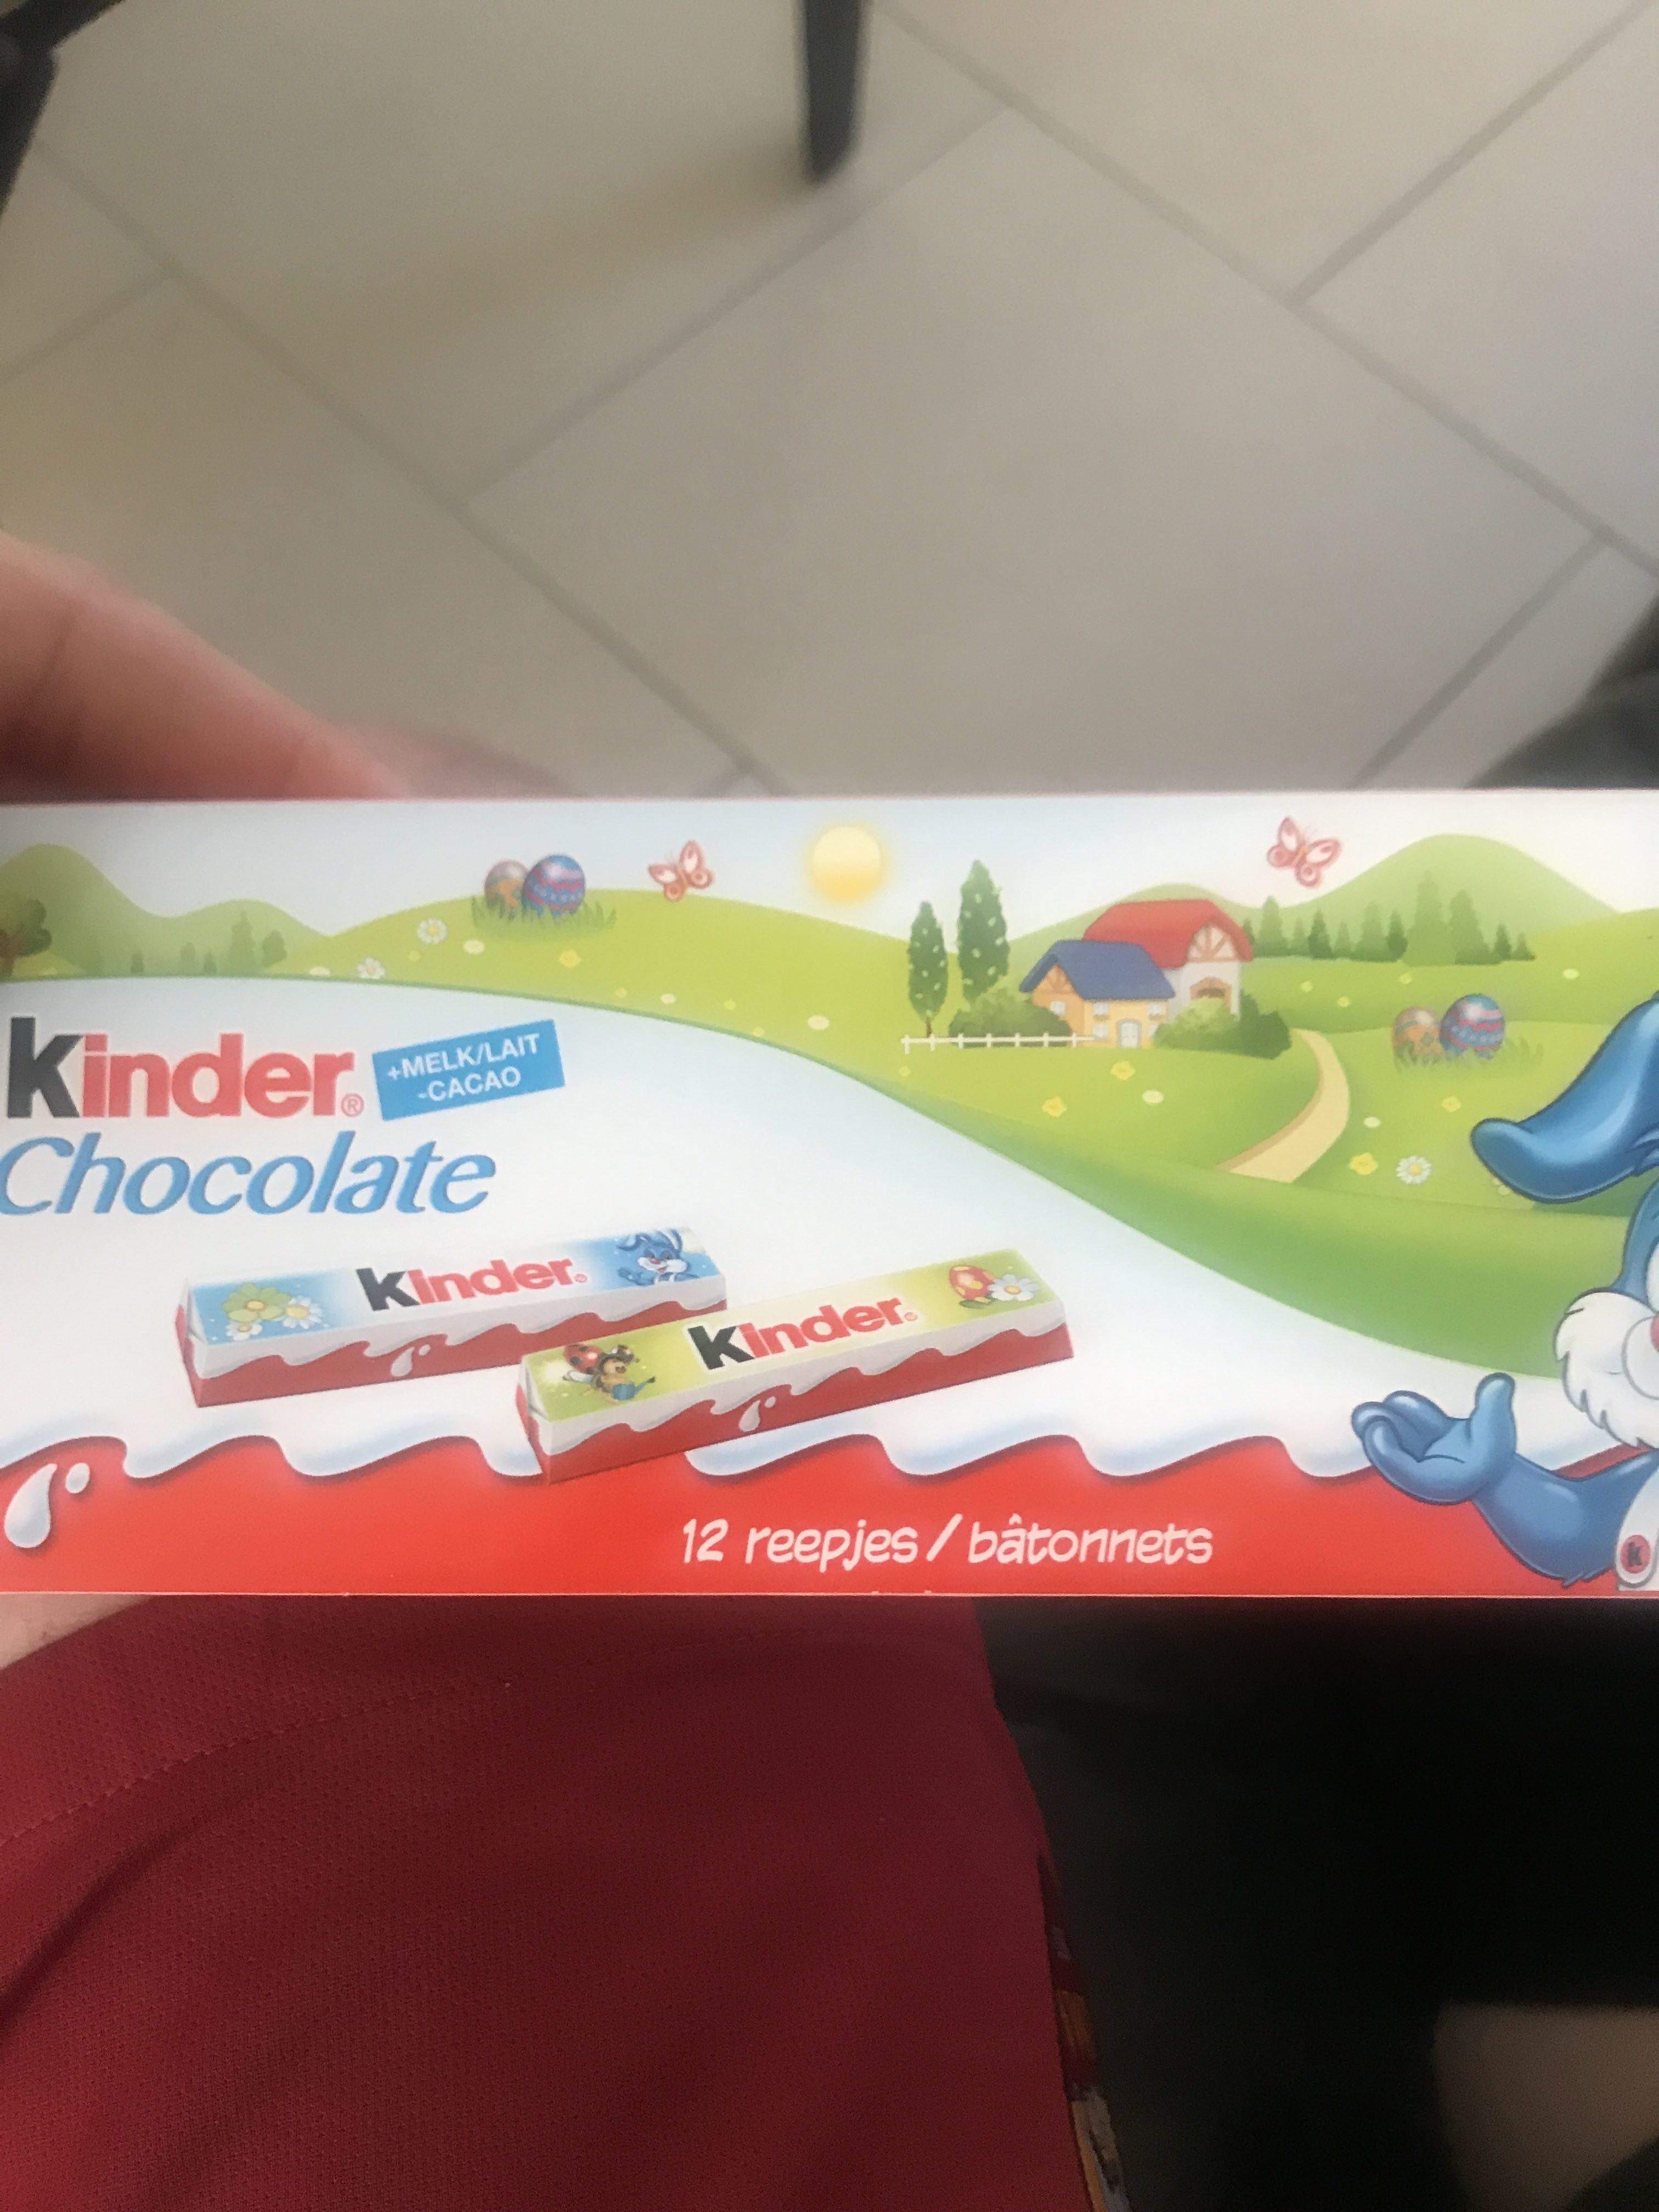 kinder®
+MELK/LAIT
-CACAO
Chocolate
kinder®
kinder®
12 reepjes / bâtonnets
k